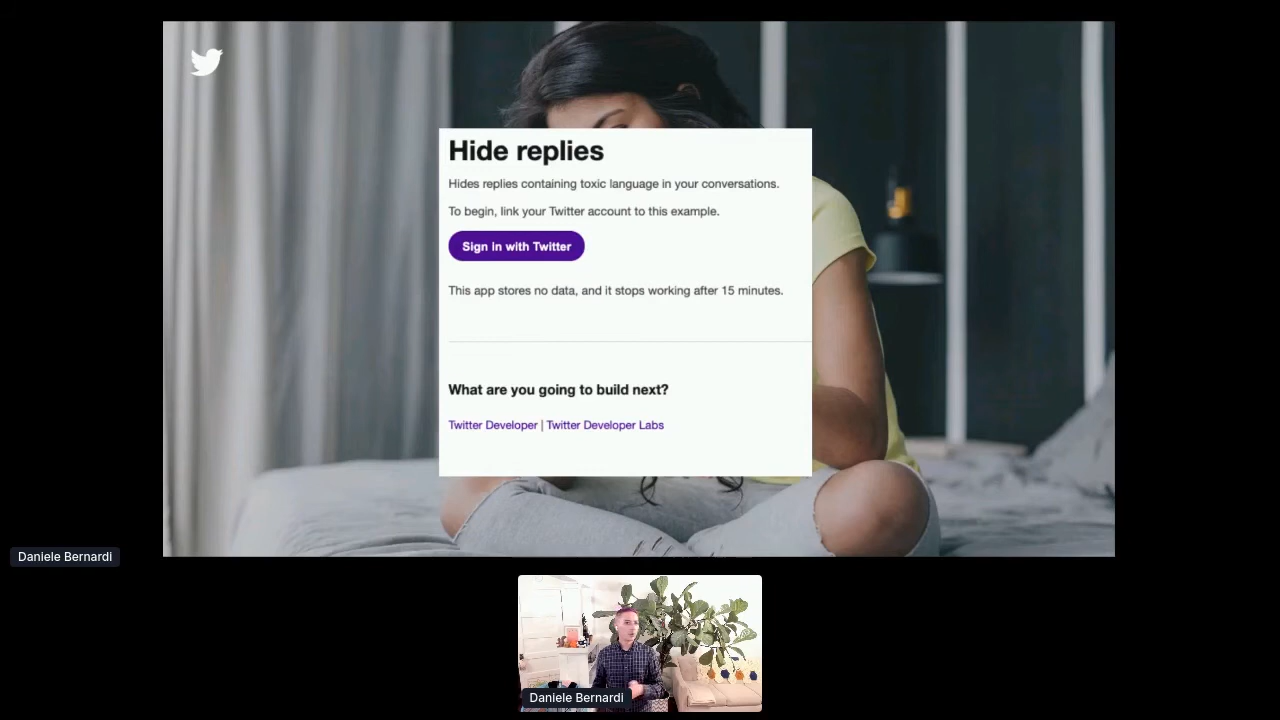 Hide replies
Hides replies containing toxic language in your conversations.
To begin, link your Twitter account to this example.
Sign in with Twitter
This app stores no data, and it stops working after 15 minutes.
What are you going to build next?
Twitter Developer | Twitter Developer Labs
Daniele Bernardi
Daniele Bernardi